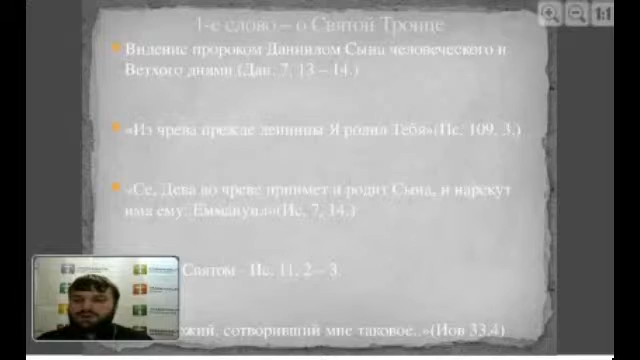 1-е слово – о Святой Троице
Видение пророком Даниилом Сына человеческого и
Ветхого днями (Дан. 7, 13 – 14.)
«Из чрева прежде денницы Я родил Тебя»(Пс. 109, 3.)
«Се, Дева во чреве приимет и родит Сына, и нарекут
имя ему: Еммануил»(Ис. 7, 14.)
Святом - Ис. 11, 2 – 3.
сотворивший мне таковое..»(Иов 33.4)
1:1